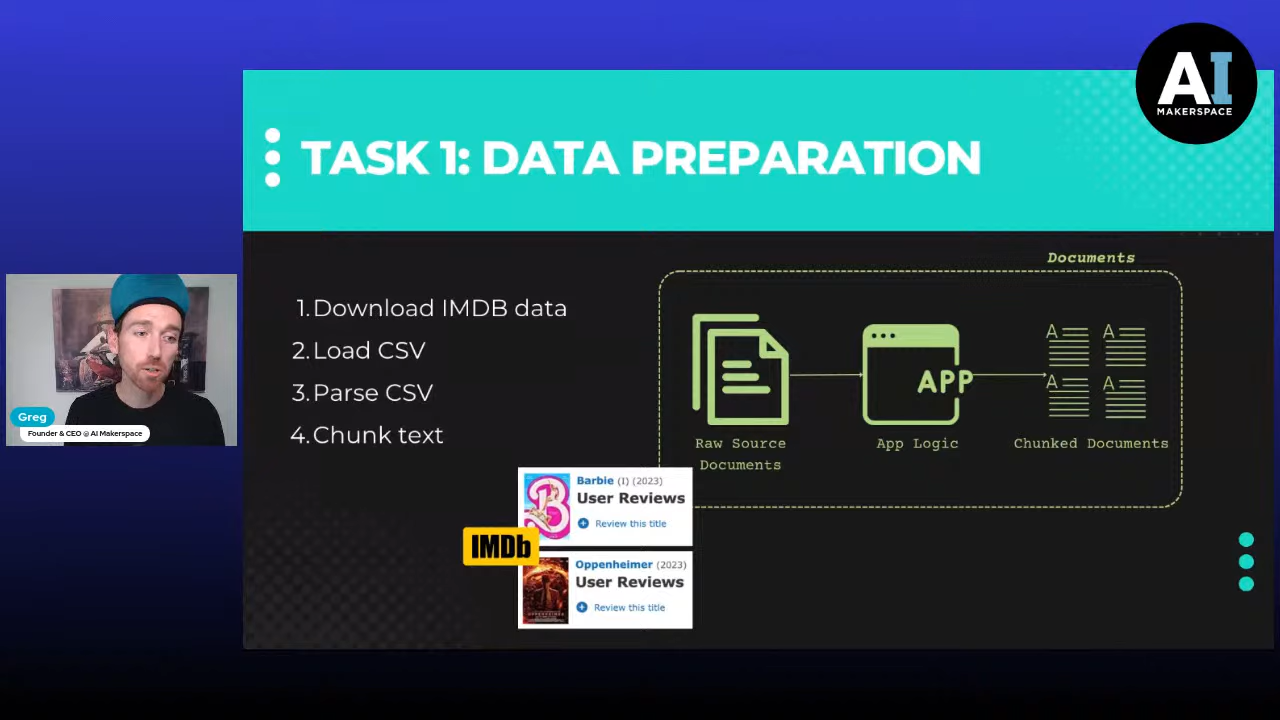 AI
MAKERSPACE
TASK 1: DATA PREPARATION
1. Download IMDB data
2. Load CSV
3. Parse CSV
4. Chunk text
Documents
APP
A
A
A
A
Raw Source
Documents
App Logic
Chunked Documents
Barbie (I) (2023)
User Reviews
Review this title
IMDb
Oppenheimer (2023)
User Reviews
Review this title
Greg
Founder & CEO @ AI Makerspace